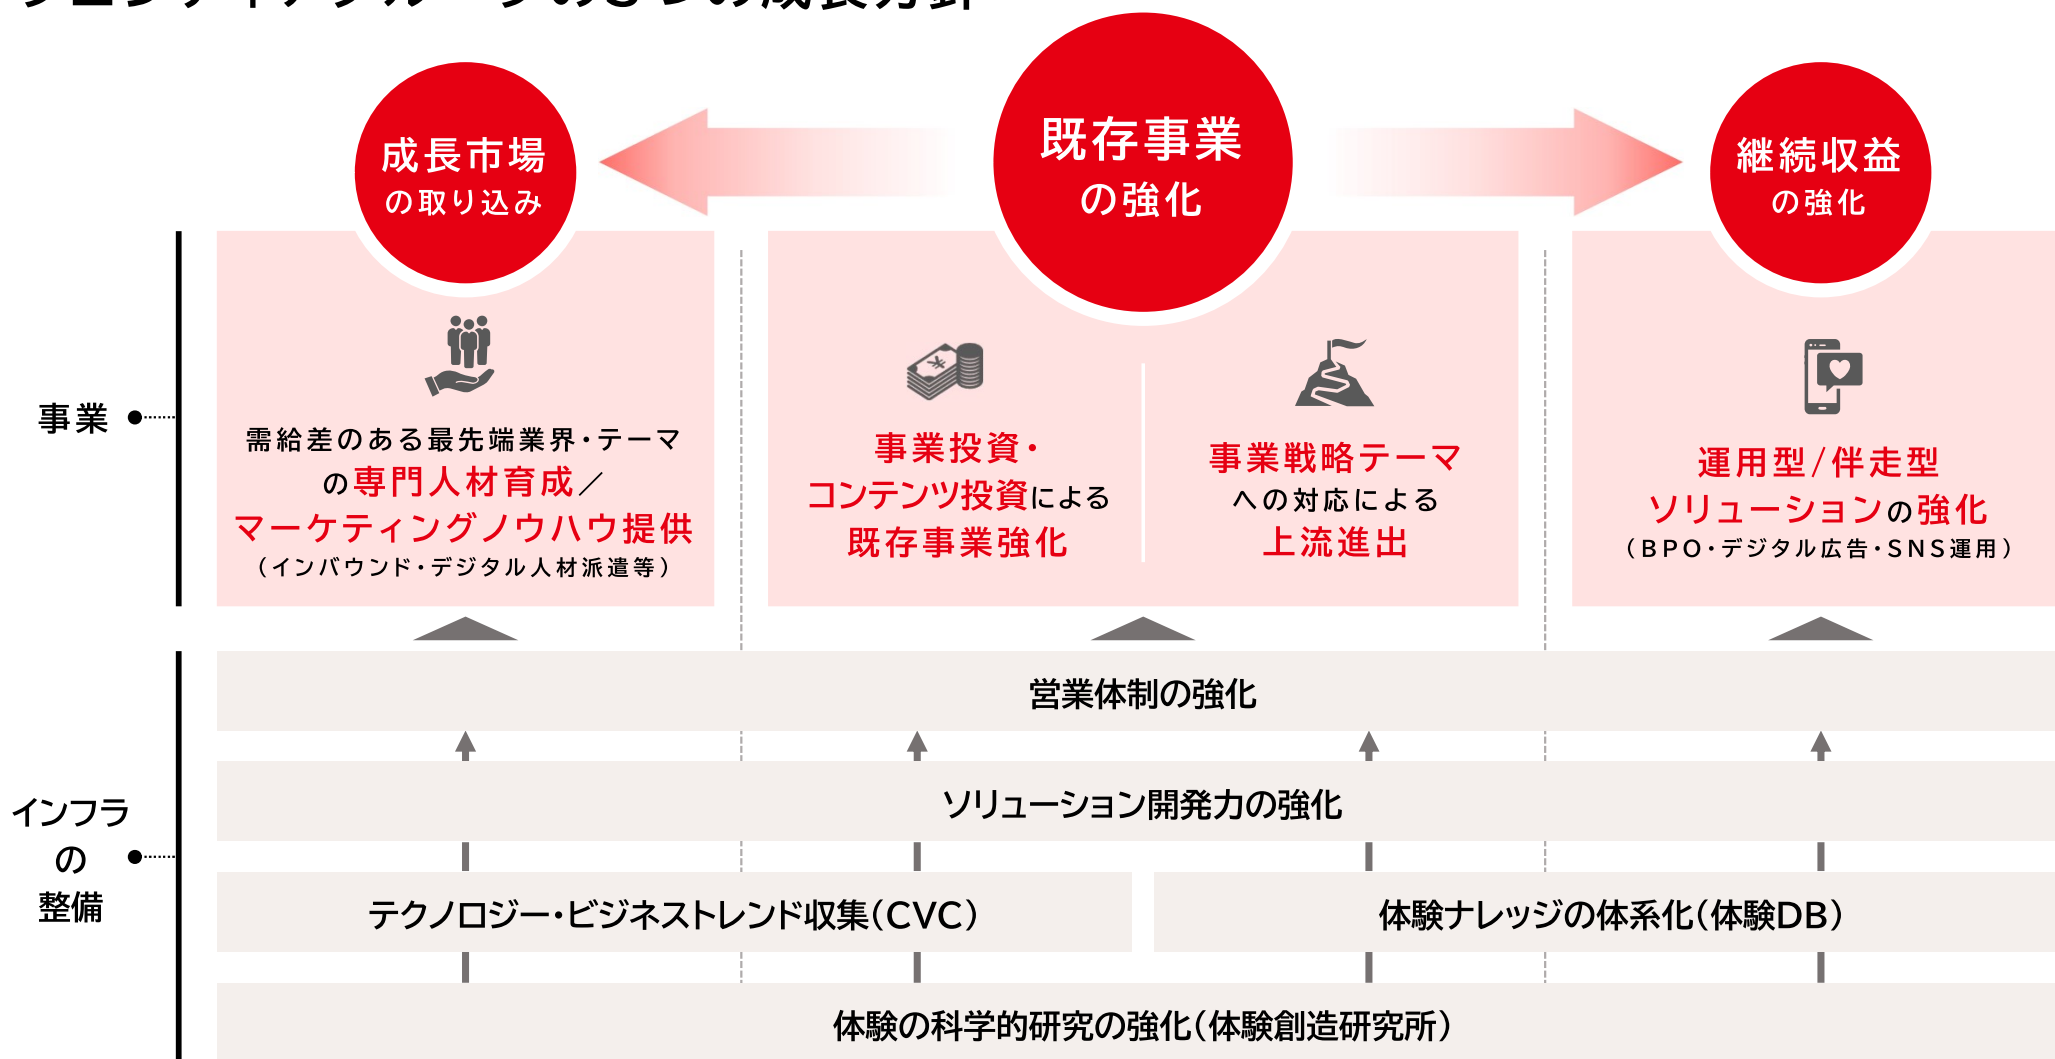 の3つの成長方針
成長市場
の取り込み
既存事業
の強化
継続収益
の強化
事業
需給差のある最先端業界・テーマ
の専門人材育成／
マーケティングノウハウ提供
（インバウンド・デジタル人材派遣等）
事業投資・
コンテンツ投資による
既存事業強化
事業戦略テーマ
への対応による
上流進出
運用型/伴走型
ソリューションの強化
（BPO・デジタル広告・SNS運用）
インフラ
の
整備
営業体制の強化
ソリューション開発力の強化
テクノロジー・ビジネストレンド収集（CVC）
体験ナレッジの体系化（体験DB）
体験の科学的研究の強化（体験創造研究所）